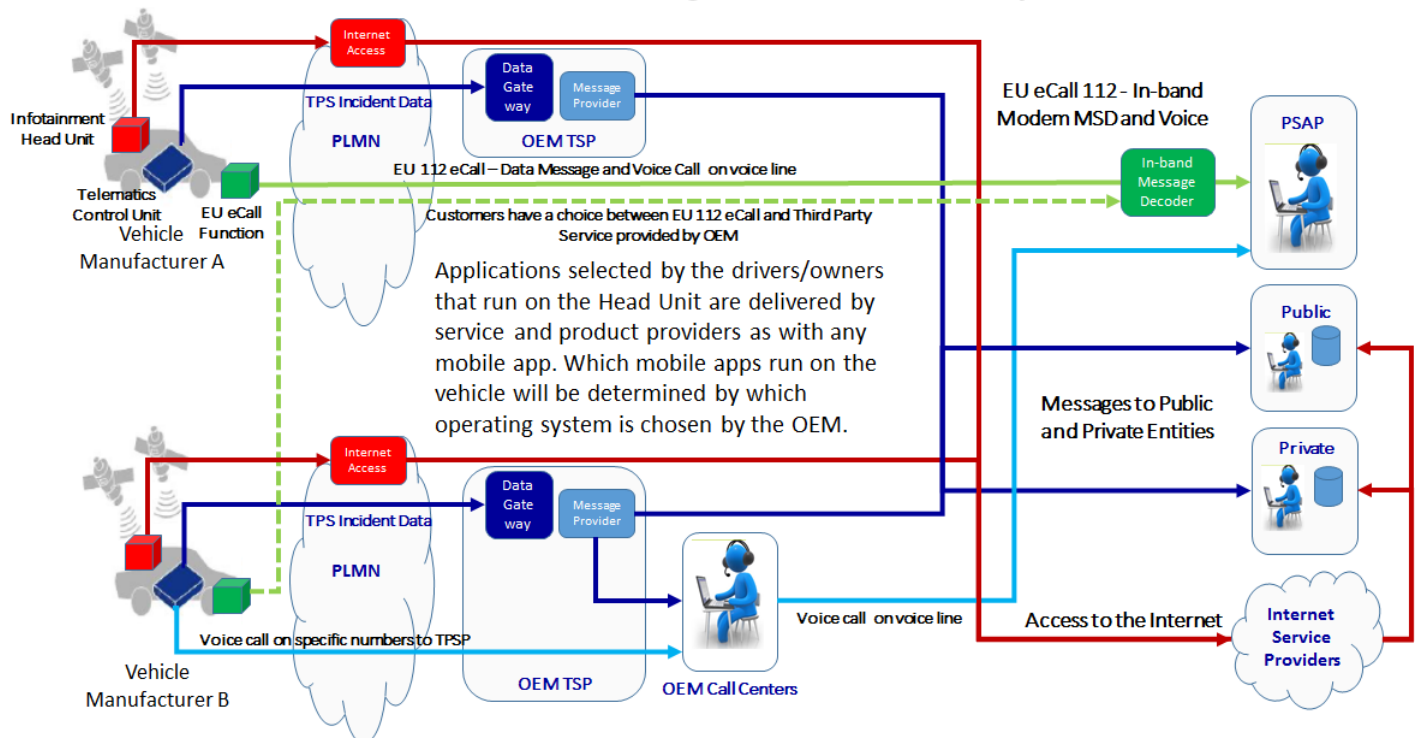 Internet
Access
Infotainment
Head Unit
TPS Incident Data
Data
Gate
way
Message
Provider
OEM TSP
PLMN
EU eCall 112 - In-band
Modem MSD and Voice
PSAP
EU 112 eCall – Data Message and Voice Call on voice line
In-band
Message
Decoder
Telematics
Control Unit
EU eCall
Function
Vehicle
Manufacturer A
Customers have a choice between EU 112 eCall and Third Party
Service provided by OEM
Applications selected by the drivers/owners
that run on the Head Unit are delivered by
service and product providers as with any
mobile app. Which mobile apps run on the
vehicle will be determined by which
operating system is chosen by the OEM.
Public
Messages to Public
and Private Entities
Private
Internet
Access
TPS Incident Data
Data
Gate
way
Message
Provider
PLMN
Voice call on specific numbers to TPSP
OEM TSP
OEM Call Centers
Voice call on voice line
Access to the Internet
Internet
Service
Providers
Vehicle
Manufacturer B